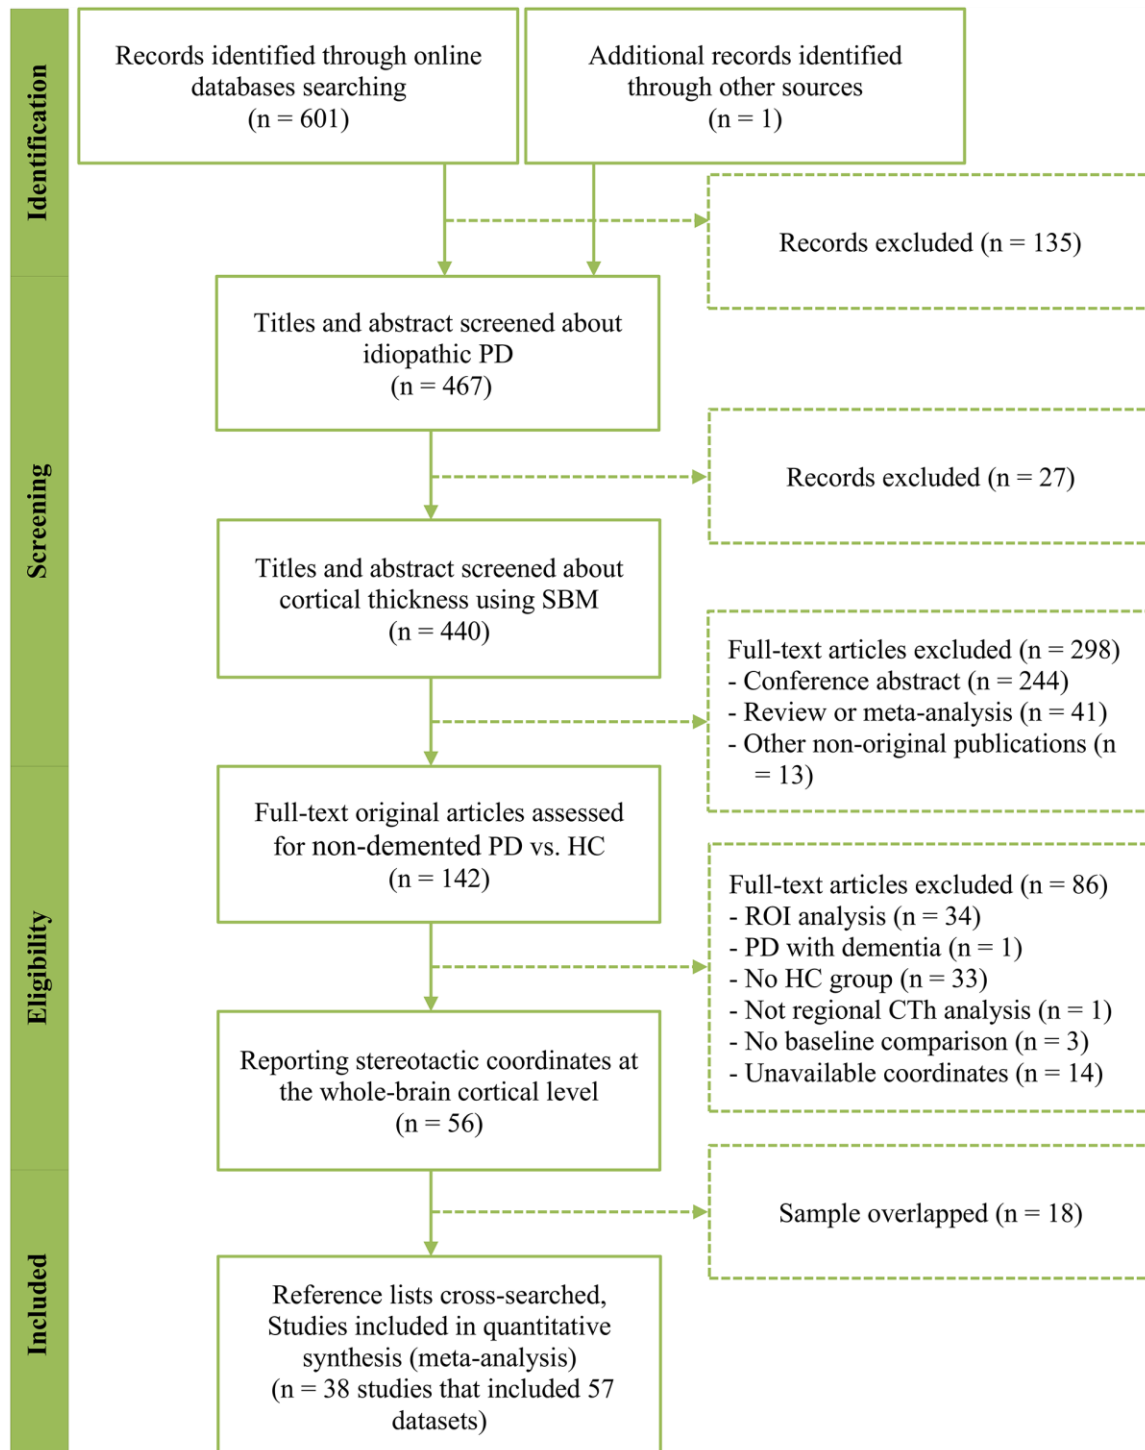 Identification
Records identified through online
databases searching
(n = 601)
Additional records identified
through other sources
(n = 1)
Records excluded (n = 135)
Screening
Titles and abstract screened about
idiopathic PD
(n = 467)
Records excluded (n = 27)
Titles and abstract screened about
cortical thickness using SBM
(n = 440)
Full-text articles excluded (n = 298)
- Conference abstract (n = 244)
- Review or meta-analysis (n = 41)
- Other non-original publications (n
= 13)
Eligibility
Full-text original articles assessed
for non-demented PD vs. HC
(n = 142)
Full-text articles excluded (n = 86)
- ROI analysis (n = 34)
- PD with dementia (n = 1)
- No HC group (n = 33)
- Not regional CTh analysis (n = 1)
- No baseline comparison (n = 3)
- Unavailable coordinates (n = 14)
Reporting stereotactic coordinates at
the whole-brain cortical level
(n = 56)
Sample overlapped (n = 18)
Included
Reference lists cross-searched,
Studies included in quantitative
synthesis (meta-analysis)
(n = 38 studies that included 57
datasets)